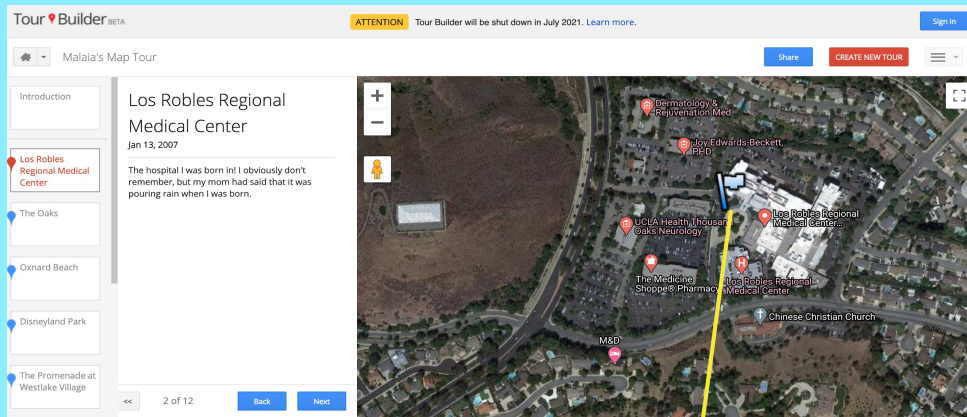 Tour Builder BETA
ATTENTION Tour Builder will be shut down in July 2021. Learn more.
Sign in
Malaia's Map Tour
Share
CREATE NEW TOUR
Introduction
Los Robles
Regional Medical
Center
The Oaks
Oxnard Beach
Disneyland Park
The Promenade at
Westlake Village
Los Robles Regional
Medical Center
Jan 13, 2007
The hospital I was born in! I obviously don't
remember, but my mom had said that it was
pouring rain when I was born.
<<
2 of 12
Back
Next
+
−
Dermatology &
Rejuvenation Med
Joy Edwards-Beckett,
PHD
UCLA Health Thousand
Oaks Neurology...
Los Robles Regional
Medical Center...
The Medicine
Shoppe® Pharmacy
H
Los Robles Regional
Medical Center
Chinese Christian Church
M&D